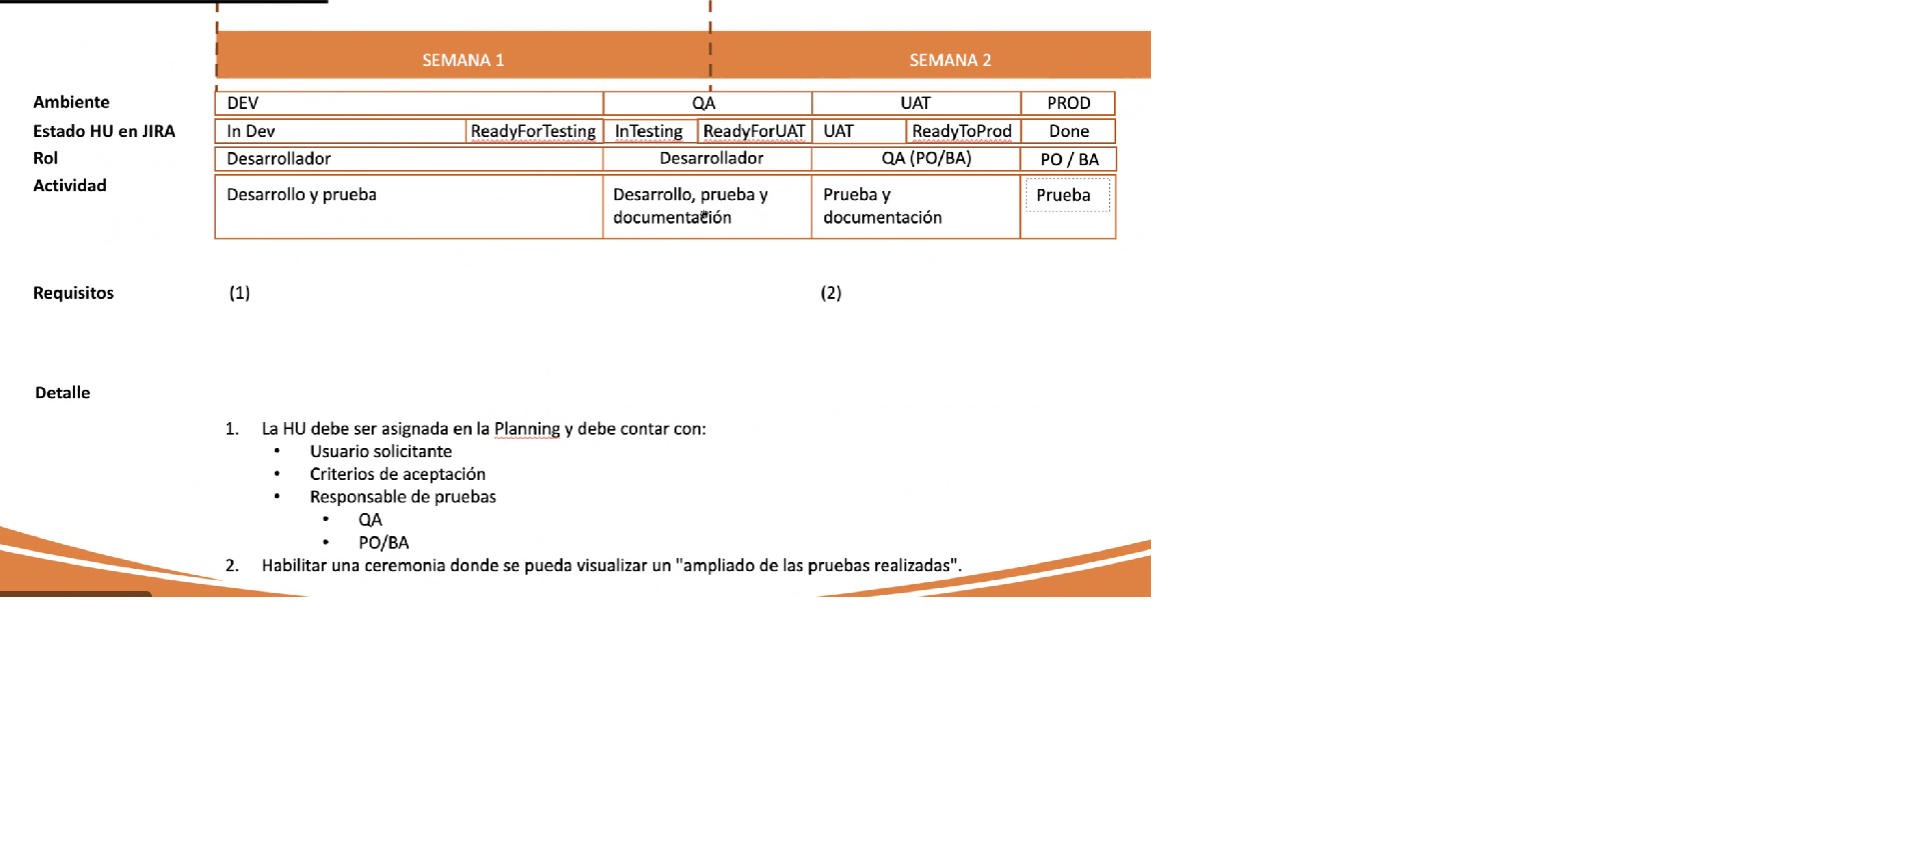 SEMANA 1 SEMANA 2
Ambiente DEV QA UAT PROD
Estado HU en JIRA In Dev ReadyForTesting InTesting ReadyForUAT UAT ReadyToProd Done
Rol Desarrollador Desarrollador QA (PO/BA) PO / BA
Actividad Desarrollo y prueba Desarrollo, prueba y Prueba y Prueba
documentación documentación
Requisitos (1) (2)
Detalle
1. La HU debe ser asignada en la Planning y debe contar con:
• Usuario solicitante
• Criterios de aceptación
• Responsable de pruebas
• QA
• PO/BA
2. Habilitar una ceremonia donde se pueda visualizar un "ampliado de las pruebas realizadas".